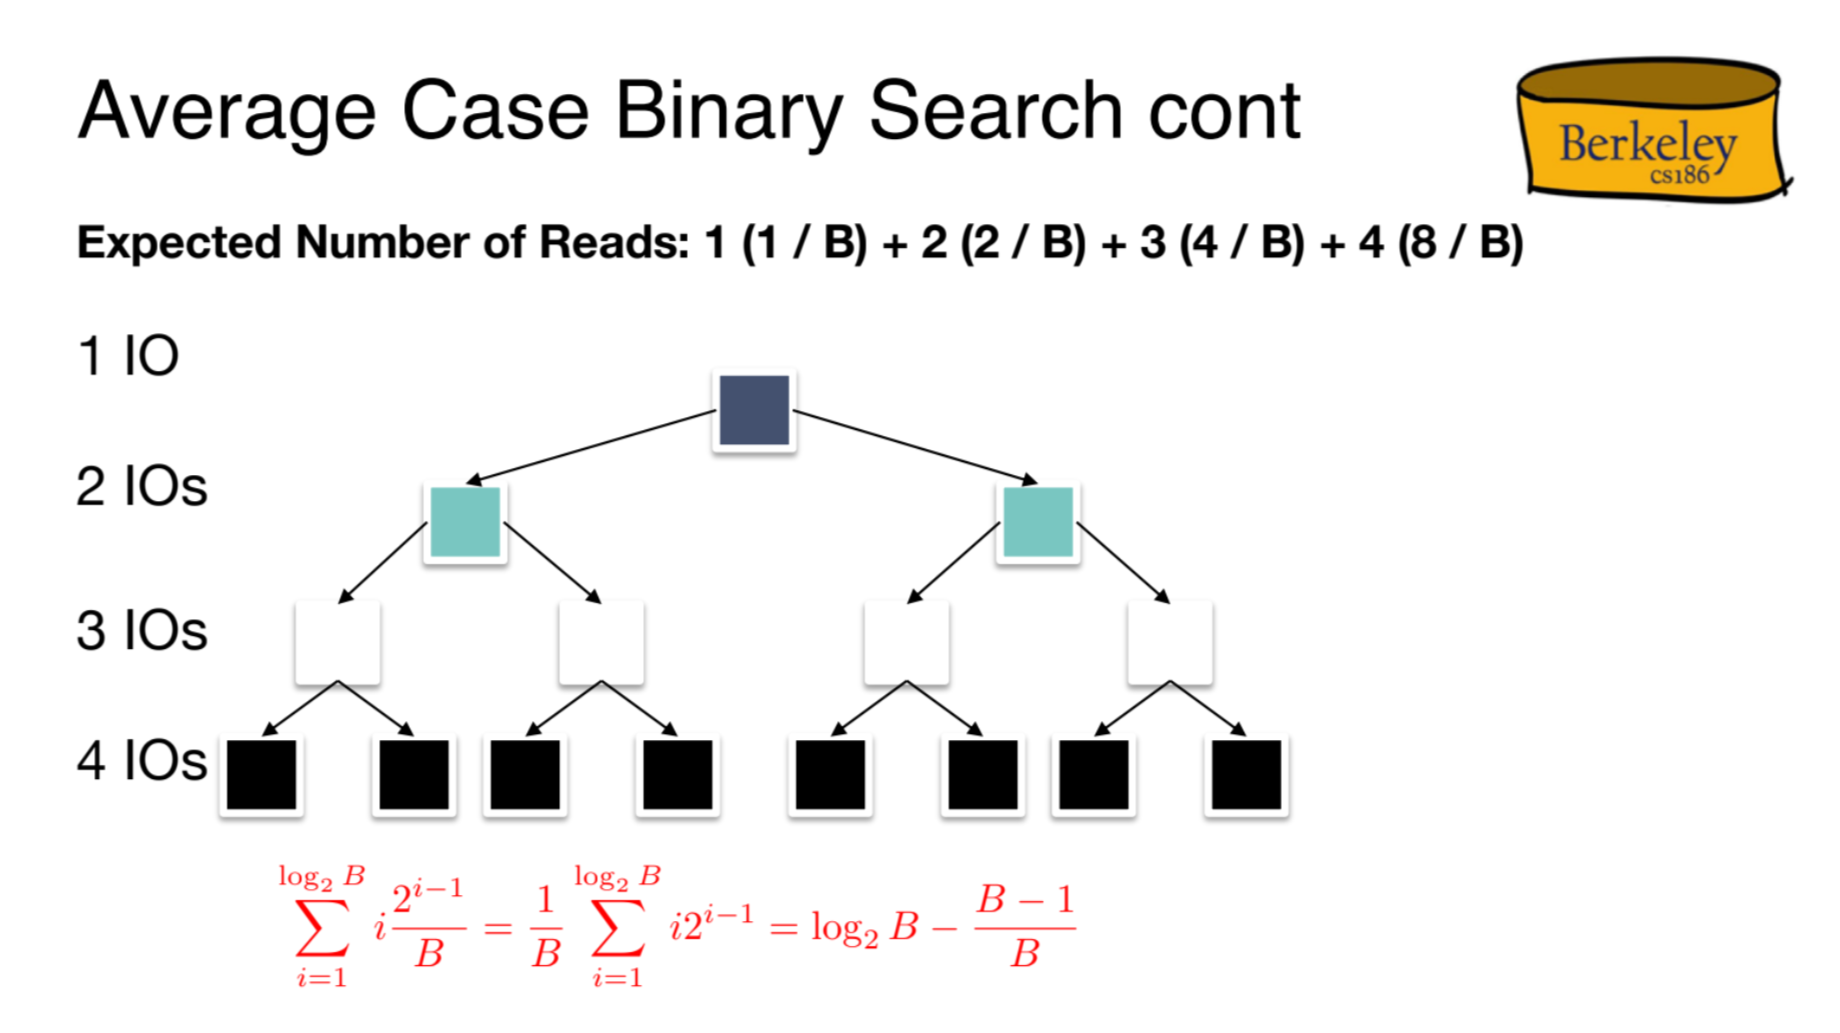 Average Case Binary Search cont
Berkeley
cs186
Expected Number of Reads: 1 (1 / B) + 2 (2 / B) + 3 (4 / B) + 4 (8 / B)
1 IO
2 IOs
3 IOs
4 IOs
\sum_{i=1}^{\log_2 B} i \frac{2^{i-1}}{B} = \frac{1}{B} \sum_{i=1}^{\log_2 B} i2^{i-1} = \log_2 B - \frac{B-1}{B}